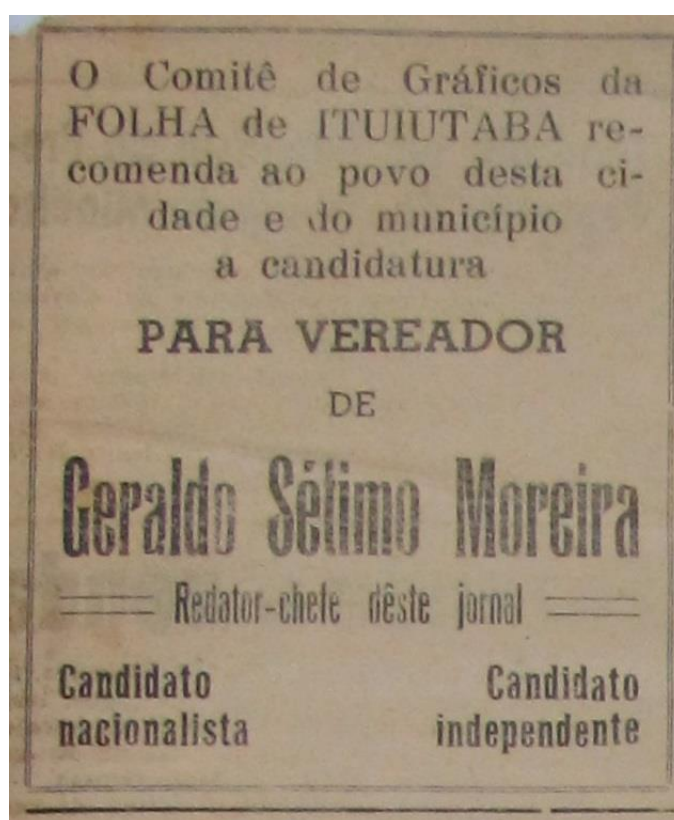 O Comitê de Gráficos da
FOLHA de ITUIUTABA re-
comenda ao povo desta ci-
dade e do município
a candidatura
PARA VEREADOR
DE
Geraldo Sétimo Moreira
Redator-chefe dêste jornal
Candidato Candidato
nacionalista independente